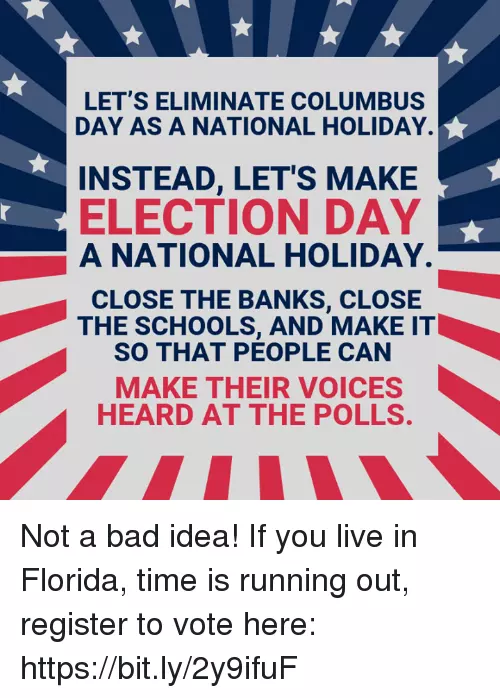 LET'S ELIMINATE COLUMBUS
DAY AS A NATIONAL HOLIDAY.
INSTEAD, LET'S MAKE
ELECTION DAY
A NATIONAL HOLIDAY.
CLOSE THE BANKS, CLOSE
THE SCHOOLS, AND MAKE IT
SO THAT PEOPLE CAN
MAKE THEIR VOICES
HEARD AT THE POLLS.
Not a bad idea! If you live in
Florida, time is running out,
register to vote here:
https://bit.ly/2y9ifuF